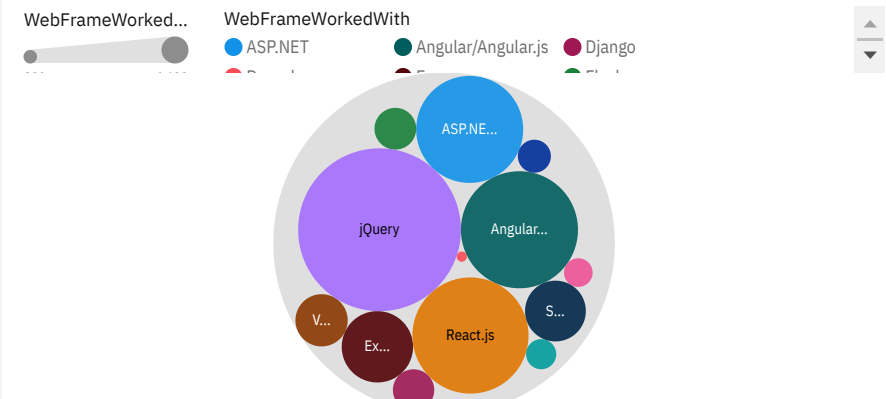 WebFrameWorked...
WebFrameWorkedWith
ASP.NET
Angular/Angular.js
Django
ASP.NE...
jQuery
Angular...
S...
V...
Ex...
React.js